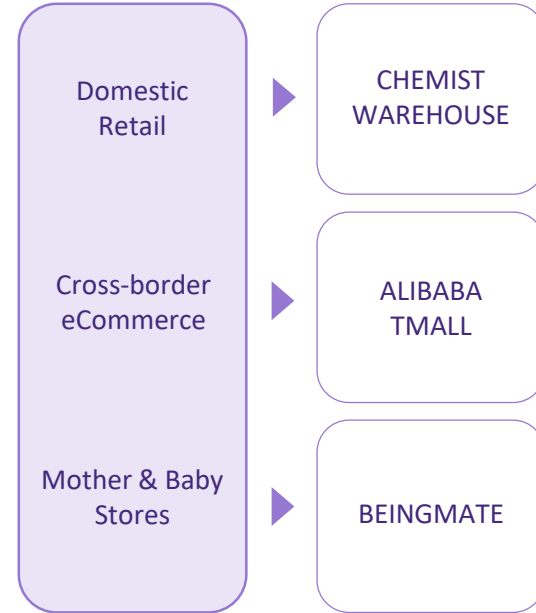 Domestic
Retail
CHEMIST
WAREHOUSE
Cross-border
eCommerce
ALIBABA
TMALL
Mother & Baby
Stores
BEINGMATE